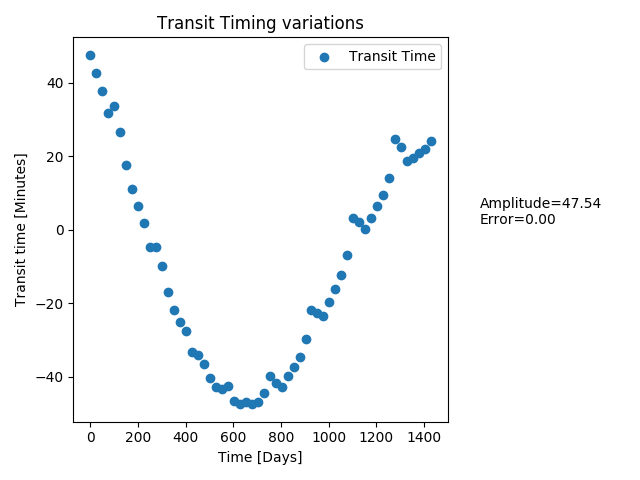 Transit Timing variations
Transit Time
40
20
0
−20
−40
Transit time [Minutes]
0
200
400
600
800
1000
1200
1400
Time [Days]
Amplitude=47.54
Error=0.00